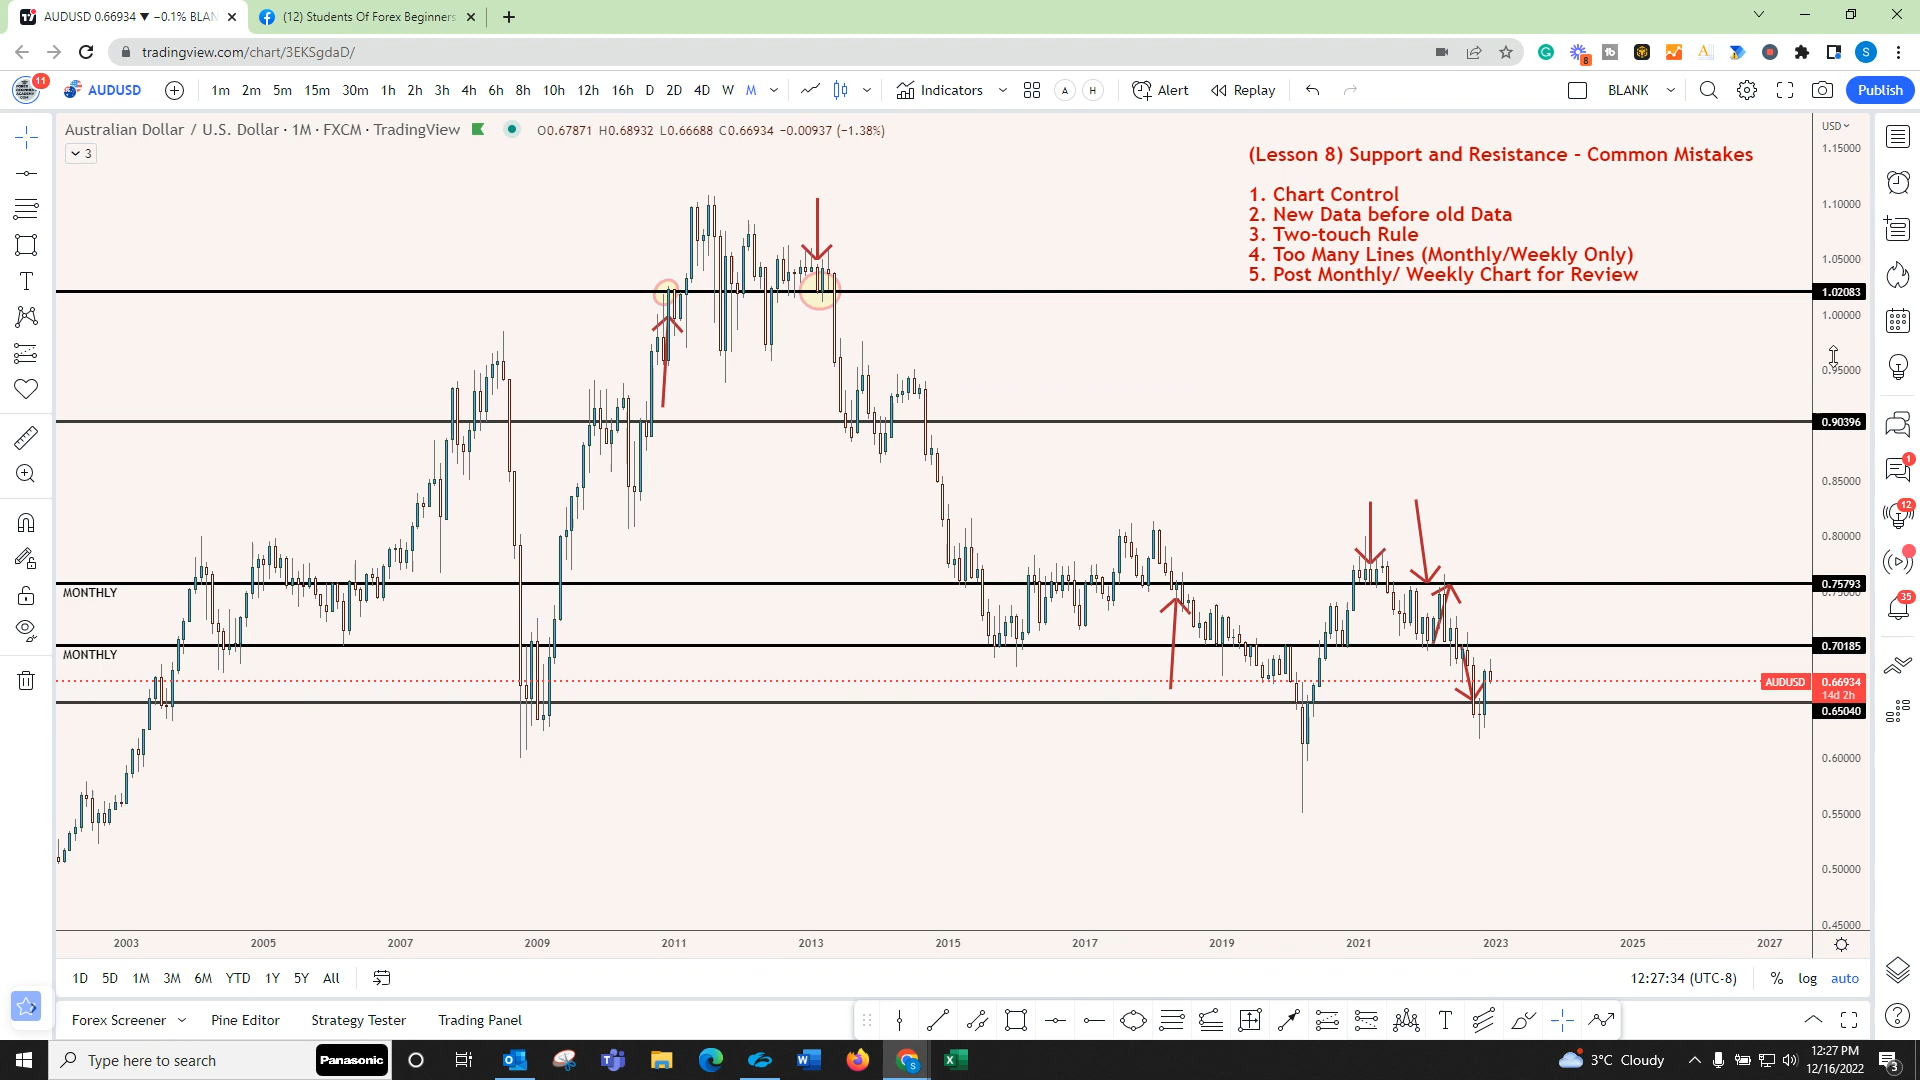 AUDUSD 0.66934 ▼ −0.1% BLAN
(12) Students Of Forex Beginners
tradingview.com/chart/3EKSgdaD/
8
S
11
AUDUSD
1m 2m 5m 15m 30m 1h 2h 3h 4h 6h 8h 10h 12h 16h D 2D 4D W M
Indicators
A
H
Alert
Replay
BLANK
Publish
Australian Dollar / U.S. Dollar · 1M · FXCM · TradingView
O0.67871 H0.68932 L0.66688 C0.66934 −0.00937 (−1.38%)
3
USD
(Lesson 8) Support and Resistance - Common Mistakes
1. Chart Control
2. New Data before old Data
3. Two-touch Rule
4. Too Many Lines (Monthly/Weekly Only)
5. Post Monthly/ Weekly Chart for Review
1.15000
1.10000
1.05000
1.02083
1.00000
0.95000
0.90396
0.85000
0.80000
0.75793
MONTHLY
0.70185
MONTHLY
AUDUSD 0.66934
14d 2h
0.65040
0.60000
0.55000
0.50000
0.45000
1
12
35
2003 2005 2007 2009 2011 2013 2015 2017 2019 2021 2023 2025 2027
1D 5D 1M 3M 6M YTD 1Y 5Y All
12:27:34 (UTC-8)
% log auto
Forex Screener
Pine Editor
Strategy Tester
Trading Panel
Type here to search
Panasonic
3°C Cloudy
12:27 PM
12/16/2022
3